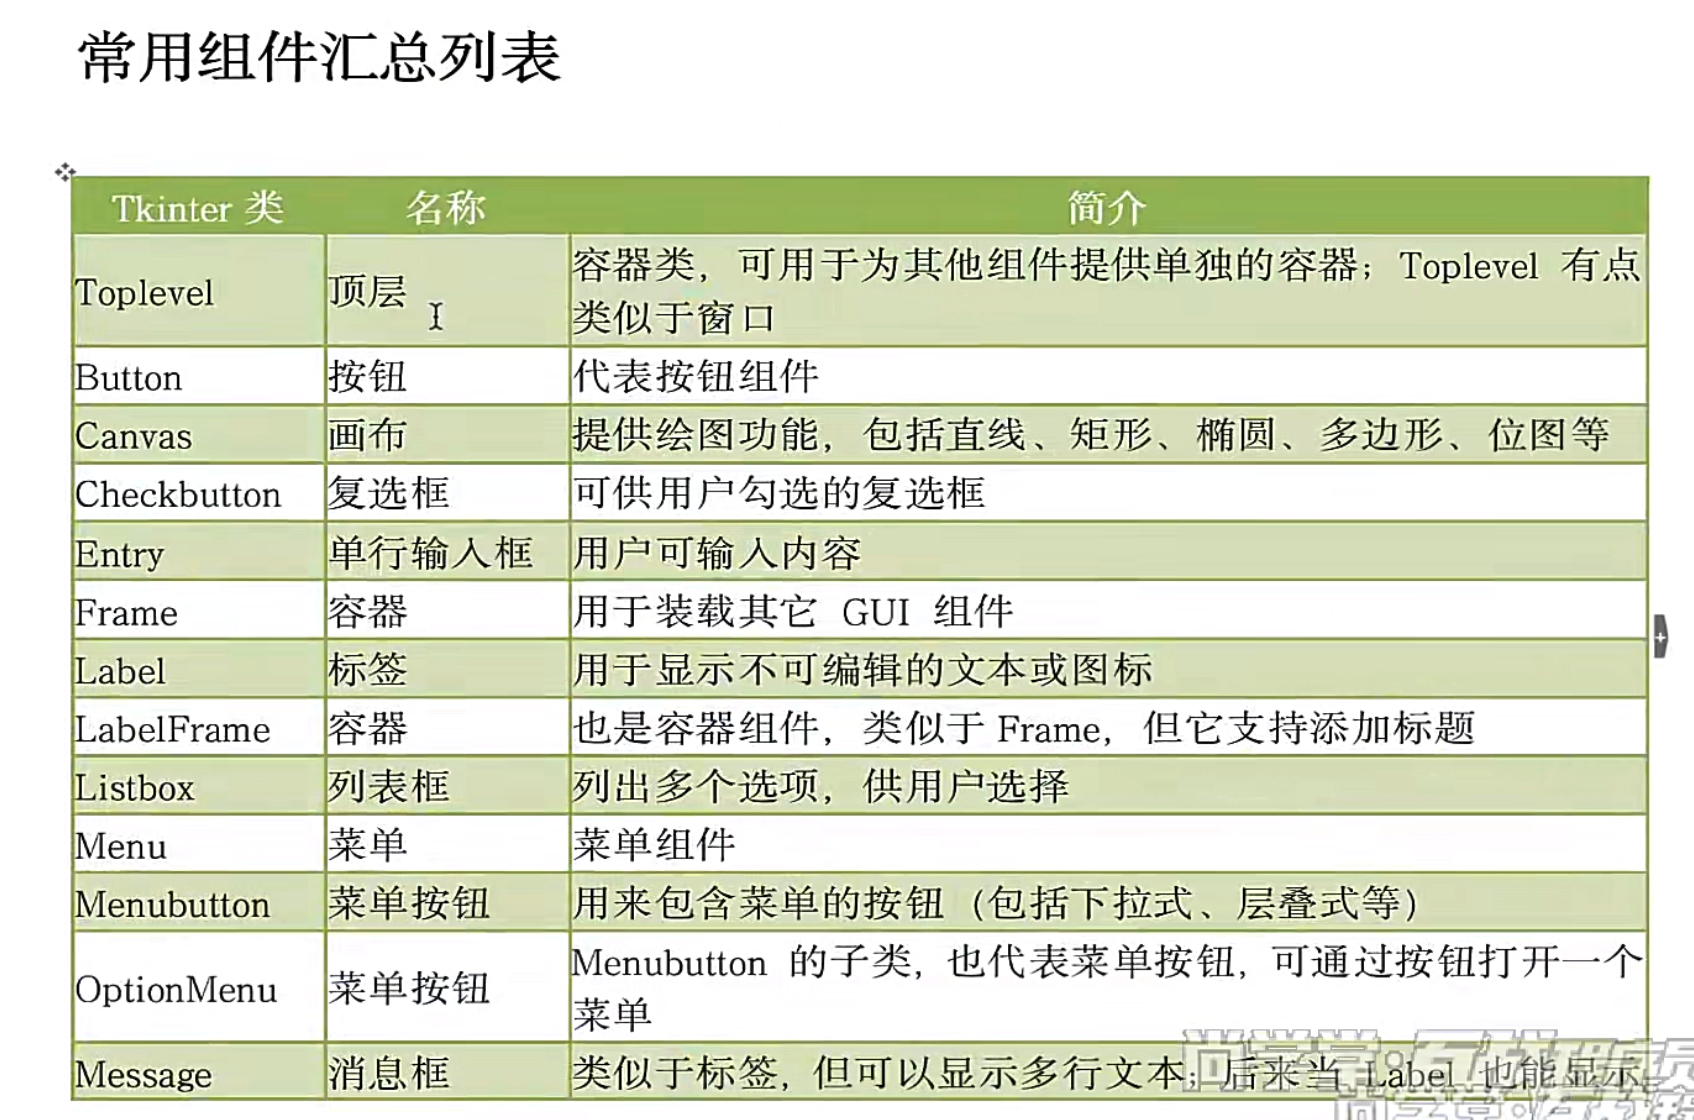 常用组件汇总列表
Tkinter 类 名称 简介
Toplevel 顶层 容器类，可用于为其他组件提供单独的容器；Toplevel 有点
类似于窗口
Button 按钮 代表按钮组件
Canvas 画布 提供绘图功能，包括直线、矩形、椭圆、多边形、位图等
Checkbutton 复选框 可供用户勾选的复选框
Entry 单行输入框 用户可输入内容
Frame 容器 用于装载其它 GUI 组件
Label 标签 用于显示不可编辑的文本或图标
LabelFrame 容器 也是容器组件，类似于 Frame，但它支持添加标题
Listbox 列表框 列出多个选项，供用户选择
Menu 菜单 菜单组件
Menubutton 菜单按钮 用来包含菜单的按钮（包括下拉式、层叠式等）
OptionMenu 菜单按钮 Menubutton 的子类，也代表菜单按钮，可通过按钮打开一个
菜单
Message 消息框 类似于标签，但可以显示多行文本；后来当 Label 也能显示
尚学堂